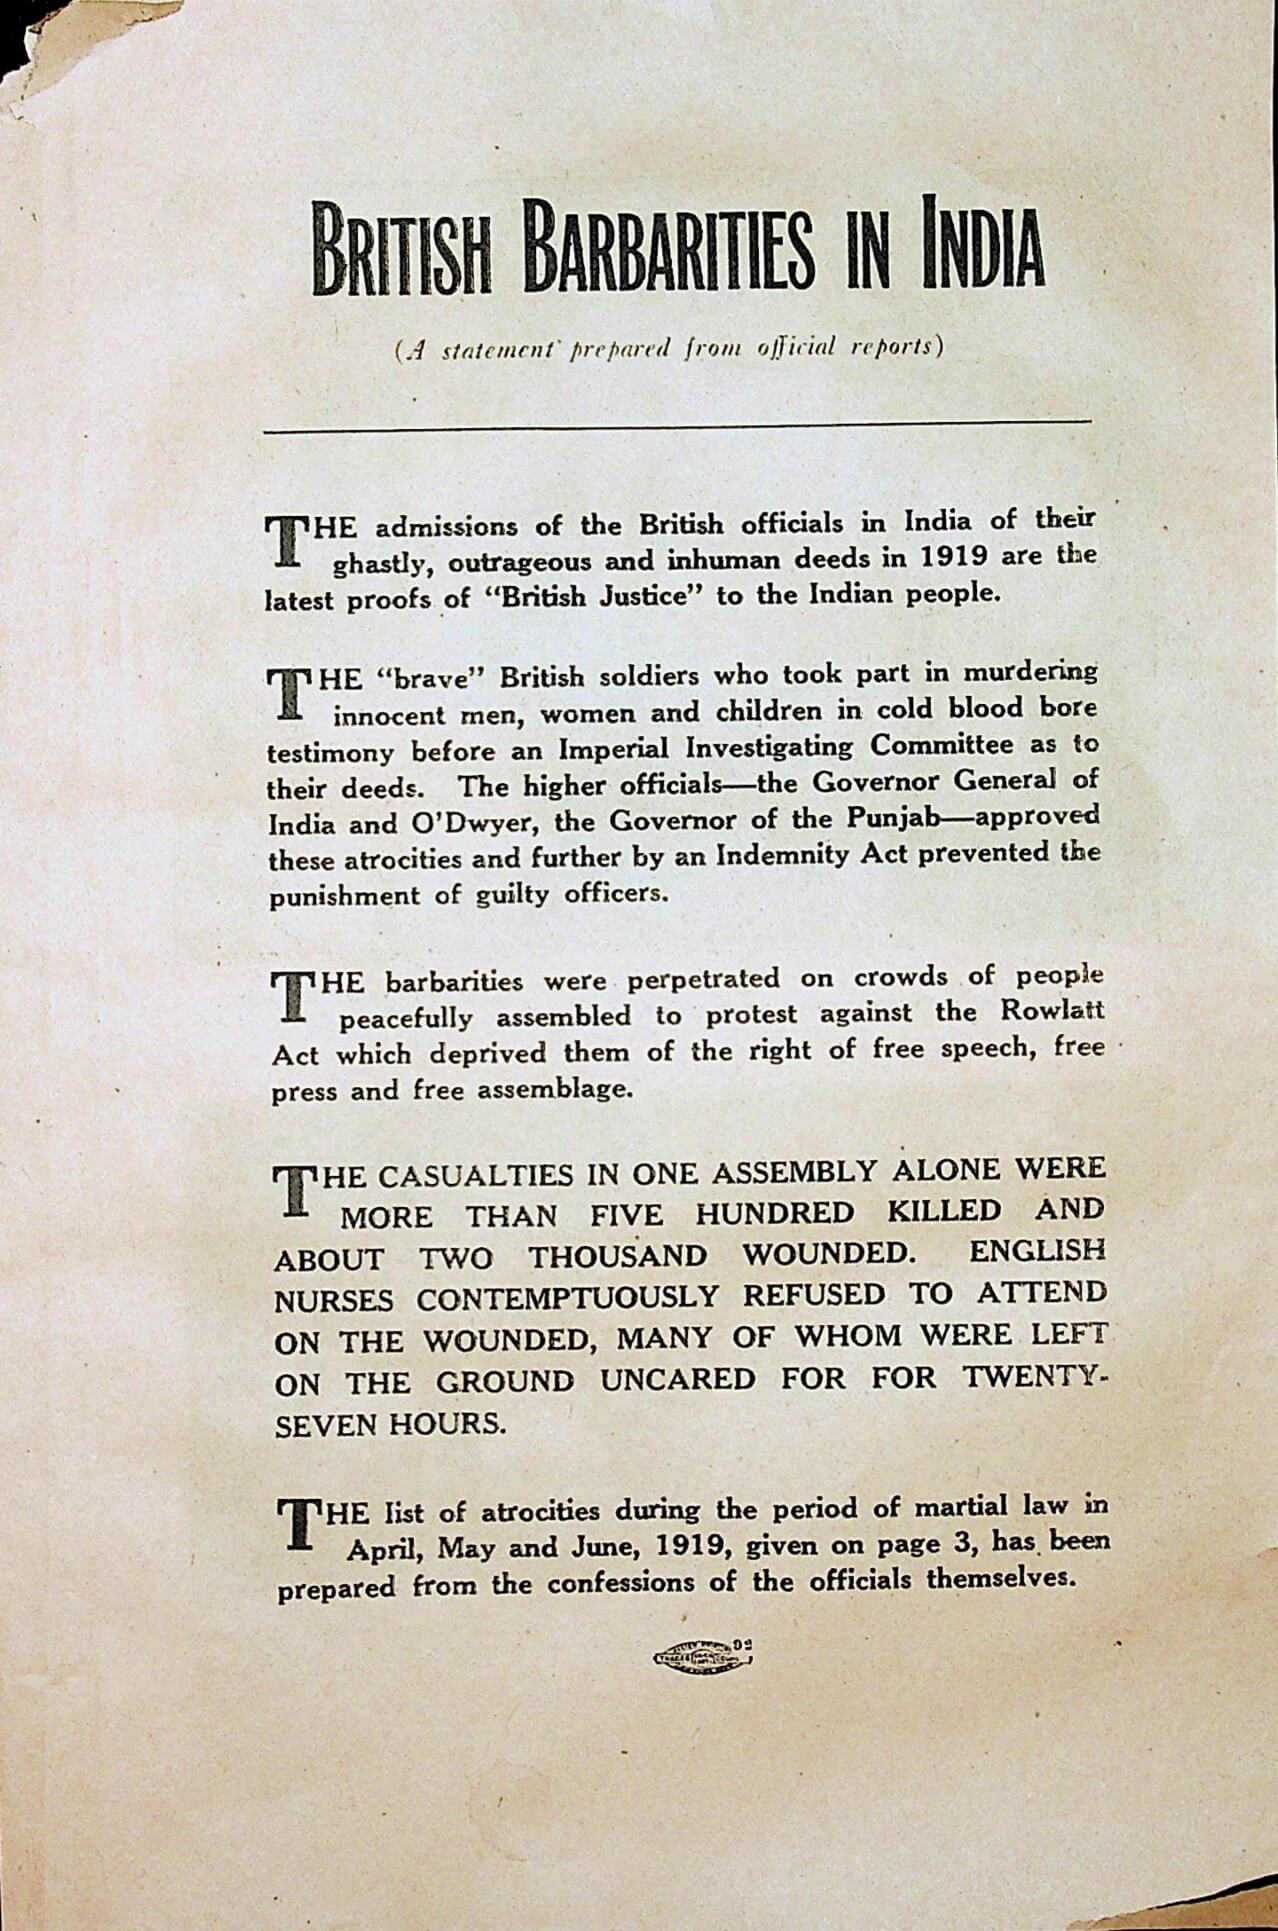 BRITISH BARBARITIES IN INDIA
(A statement prepared from official reports)
THE admissions of the British officials in India of their
ghastly, outrageous and inhuman deeds in 1919 are the
latest proofs of “British Justice” to the Indian people.
THE “brave” British soldiers who took part in murdering
innocent men, women and children in cold blood bore
testimony before an Imperial Investigating Committee as to
their deeds. The higher officials—the Governor General of
India and O’Dwyer, the Governor of the Punjab—approved
these atrocities and further by an Indemnity Act prevented the
punishment of guilty officers.
THE barbarities were perpetrated on crowds of people
peacefully assembled to protest against the Rowlatt
Act which deprived them of the right of free speech, free
press and free assemblage.
THE CASUALTIES IN ONE ASSEMBLY ALONE WERE
MORE THAN FIVE HUNDRED KILLED AND
ABOUT TWO THOUSAND WOUNDED. ENGLISH
NURSES CONTEMPTUOUSLY REFUSED TO ATTEND
ON THE WOUNDED, MANY OF WHOM WERE LEFT
ON THE GROUND UNCARED FOR FOR TWENTY-
SEVEN HOURS.
THE list of atrocities during the period of martial law in
April, May and June, 1919, given on page 3, has been
prepared from the confessions of the officials themselves.